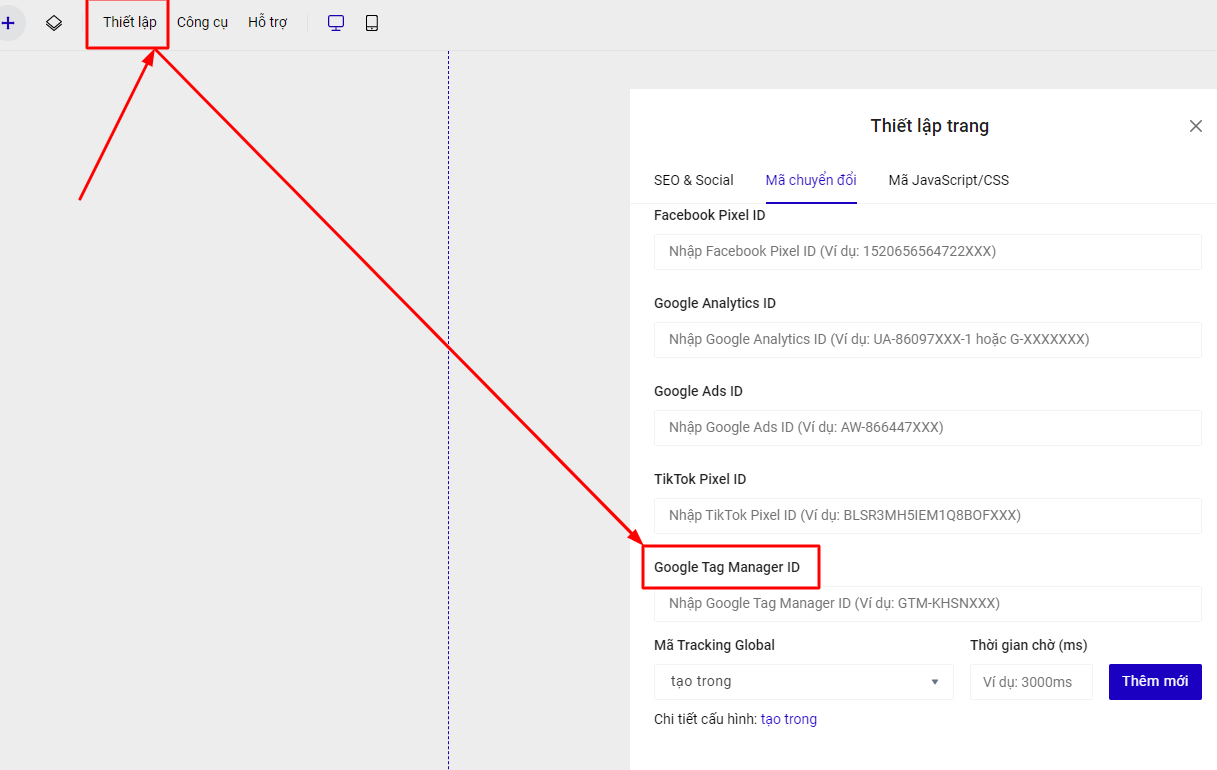 Thiết lập Công cụ Hỗ trợ
Thiết lập trang
SEO & Social Mã chuyển đổi Mã JavaScript/CSS
Facebook Pixel ID
Nhập Facebook Pixel ID (Ví dụ: 1520656564722XXX)
Google Analytics ID
Nhập Google Analytics ID (Ví dụ: UA-86097XXX-1 hoặc G-XXXXXXX)
Google Ads ID
Nhập Google Ads ID (Ví dụ: AW-866447XXX)
TikTok Pixel ID
Nhập TikTok Pixel ID (Ví dụ: BLSR3MH5IEM1Q8BOFXXX)
Google Tag Manager ID
Nhập Google Tag Manager ID (Ví dụ: GTM-KHSNXXX)
Mã Tracking Global Thời gian chờ (ms)
tạo trong Ví dụ: 3000ms Thêm mới
Chi tiết cấu hình: tạo trong